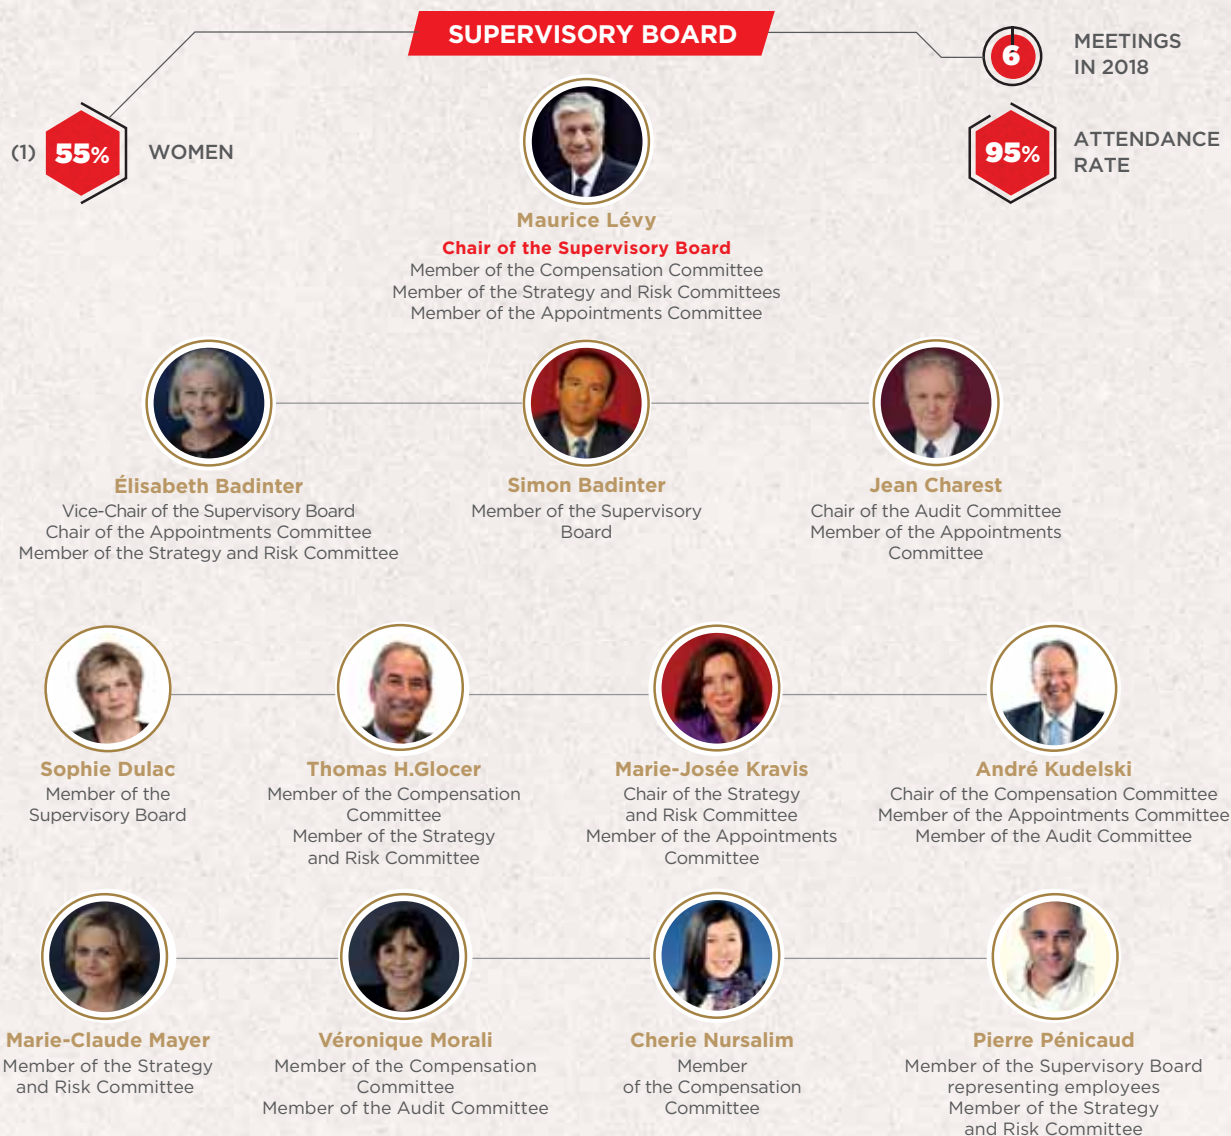 SUPERVISORY BOARD
6
MEETINGS
IN 2018
(1) 55% WOMEN
95%
ATTENDANCE
RATE
Maurice Lévy
Chair of the Supervisory Board
Member of the Compensation Committee
Member of the Strategy and Risk Committees
Member of the Appointments Committee
Élisabeth Badinter
Vice-Chair of the Supervisory Board
Chair of the Appointments Committee
Member of the Strategy and Risk Committee
Simon Badinter
Member of the Supervisory
Board
Jean Charest
Chair of the Audit Committee
Member of the Appointments
Committee
Sophie Dulac
Member of the
Supervisory Board
Thomas H.Glocer
Member of the Compensation
Committee
Member of the Strategy
and Risk Committee
Marie-Josée Kravis
Chair of the Strategy
and Risk Committee
Member of the Appointments
Committee
André Kudelski
Chair of the Compensation Committee
Member of the Appointments Committee
Member of the Audit Committee
Marie-Claude Mayer
Member of the Strategy
and Risk Committee
Véronique Morali
Member of the Compensation
Committee
Member of the Audit Committee
Cherie Nursalim
Member
of the Compensation
Committee
Pierre Pénicaud
Member of the Supervisory Board
representing employees
Member of the Strategy
and Risk Committee